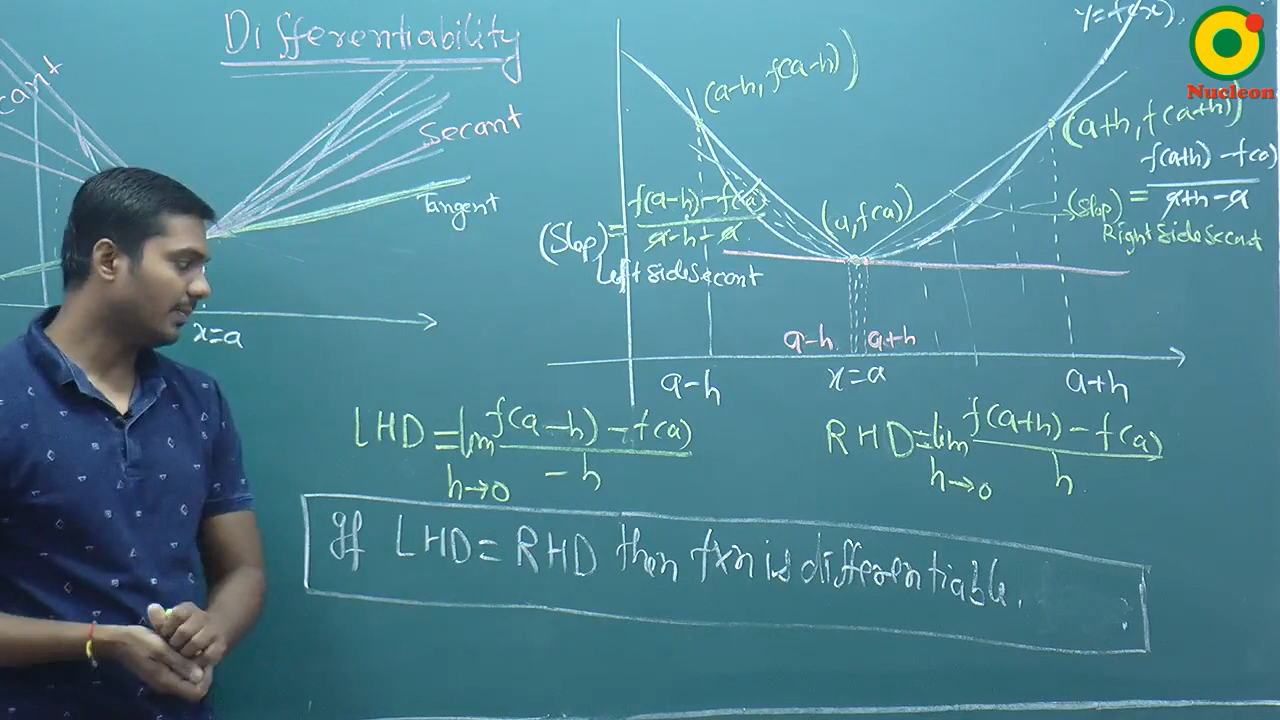 Differentiability
y=f(x)
Nucleon
cant
Secant
Tangent
x=a
(a-h, f(a-h))
(a+h, f(a+h))
(a, f(a))
(Slop) = f(a-h)-f(a)
a-h-a
Left side Secant
(Slop) = f(a+h)-f(a)
a+h-a
Right side Secant
a-h a+h
a-h x=a a+h
LHD = lim f(a-h)-f(a)
h→0 -h
RHD = lim f(a+h)-f(a)
h→0 h
If LHD = RHD then fxn is differentiable.